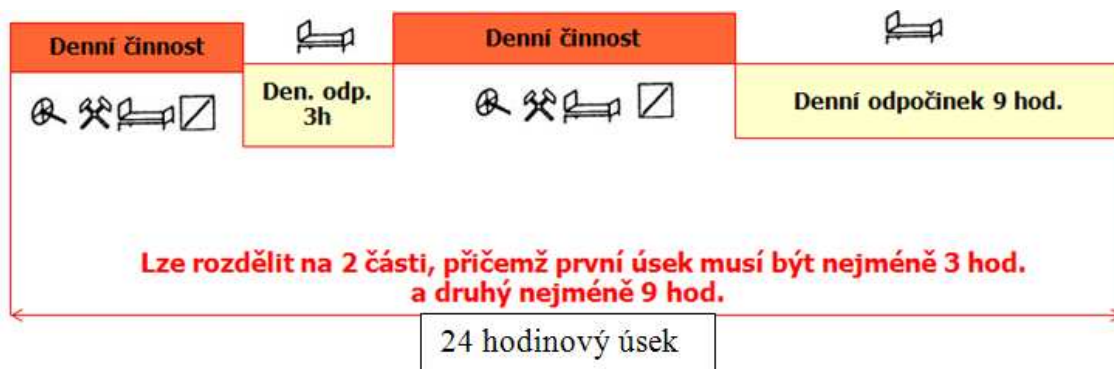 Denní činnost
Den. odp.
3h
Denní činnost
Denní odpočinek 9 hod.
Lze rozdělit na 2 části, přičemž první úsek musí být nejméně 3 hod.
a druhý nejméně 9 hod.
24 hodinový úsek